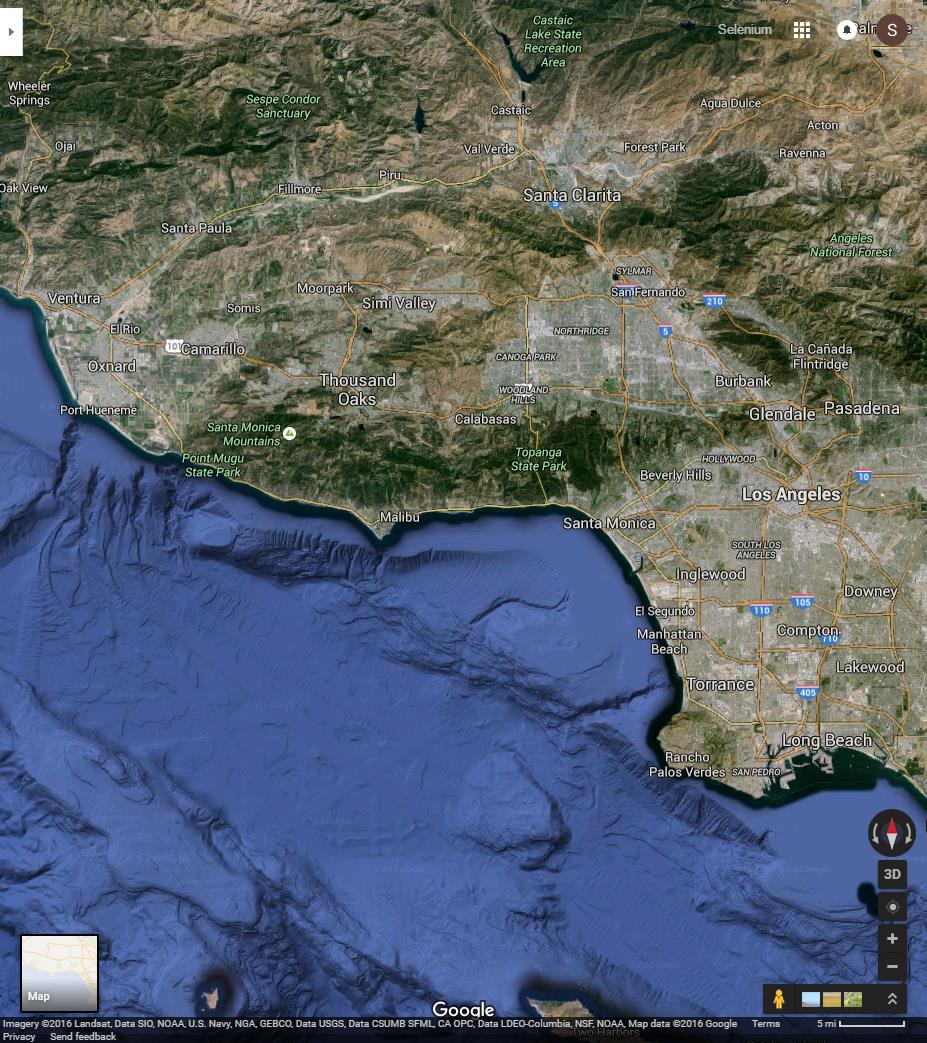 Castaic
Lake State
Recreation
Area
Selenium
S
Wheeler
Springs
Sespe Condor
Sanctuary
Castaic
Agua Dulce
Acton
Ojai
Val Verde
Forest Park
Ravenna
Oak View
Fillmore
Piru
Santa Clarita
5
Santa Paula
Angeles
National Forest
SYLMAR
Ventura
Moorpark
Simi Valley
San Fernando
210
Somis
El Rio
NORTHRIDGE
5
101
Camarillo
CANOGA PARK
La Cañada
Flintridge
Oxnard
Thousand
Oaks
WOODLAND
HILLS
Burbank
Port Hueneme
Calabasas
Glendale
Pasadena
Santa Monica
Mountains
Point Mugu
State Park
Topanga
State Park
HOLLYWOOD
Beverly Hills
10
Los Angeles
Malibu
Santa Monica
SOUTH LOS
ANGELES
Inglewood
Downey
El Segundo
110
105
Manhattan
Beach
Compton
710
Lakewood
Torrance
405
Long Beach
Rancho
Palos Verdes
SAN PEDRO
3D
+
−
Map
Google
Two Harbors
Imagery ©2016 Landsat, Data SIO, NOAA, U.S. Navy, NGA, GEBCO, Data USGS, Data CSUMB SFML, CA OPC, Data LDEO-Columbia, NSF, NOAA, Map data ©2016 Google Terms 5 mi
Privacy Send feedback